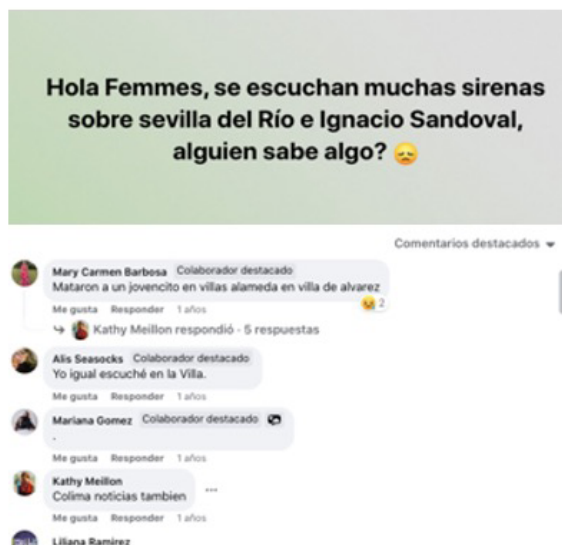 Hola Femmes, se escuchan muchas sirenas
sobre sevilla del Río e Ignacio Sandoval,
alguien sabe algo? 😞
Comentarios destacados
Mary Carmen Barbosa Colaborador destacado
Mataron a un jovencito en villas alameda en villa de alvarez
2
Me gusta Responder 1 años
Kathy Meillon respondió · 5 respuestas
Alis Seasocks Colaborador destacado
Yo igual escuché en la Villa.
Me gusta Responder 1 años
Mariana Gomez Colaborador destacado
.
Me gusta Responder 1 años
Kathy Meillon
Colima noticias tambien
...
Me gusta Responder 1 años
Liliana Ramirez